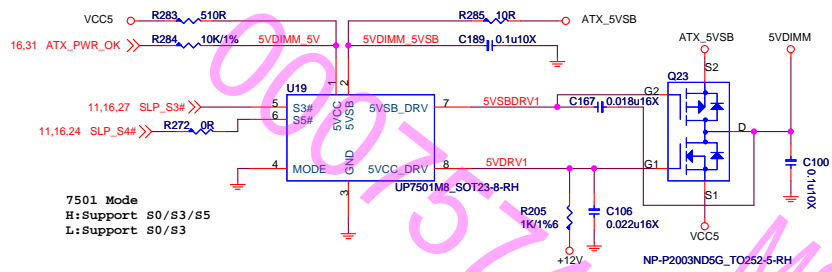 VCC5 R283 510R R285 10R ATX_5VSB
16,31 ATX_PWR_OK R284 10K/1% 5VDIMM_5V 5VDIMM_5VSB C189 0.1u10X ATX_5VSB 5VDIMM
1 2 S2
U19 Q23
11,16,27 SLP_S3# 5 S3# 5VCC 5VSB 5VSB_DRV 7 5VSBDRV1 C167 0.018u16X G2
11,16,24 SLP_S4# R272 0R 6 S5# D
4 MODE GND 5VCC_DRV 8 5VDRV1 G1 C100 0.1u10X
3 UP7501M8_SOT23-8-RH S1
7501 Mode R205 C106
H:Support S0/S3/S5 1K/1%6 0.022u16X VCC5
L:Support S0/S3
+12V NP-P2003ND5G_TO252-5-RH
0007571